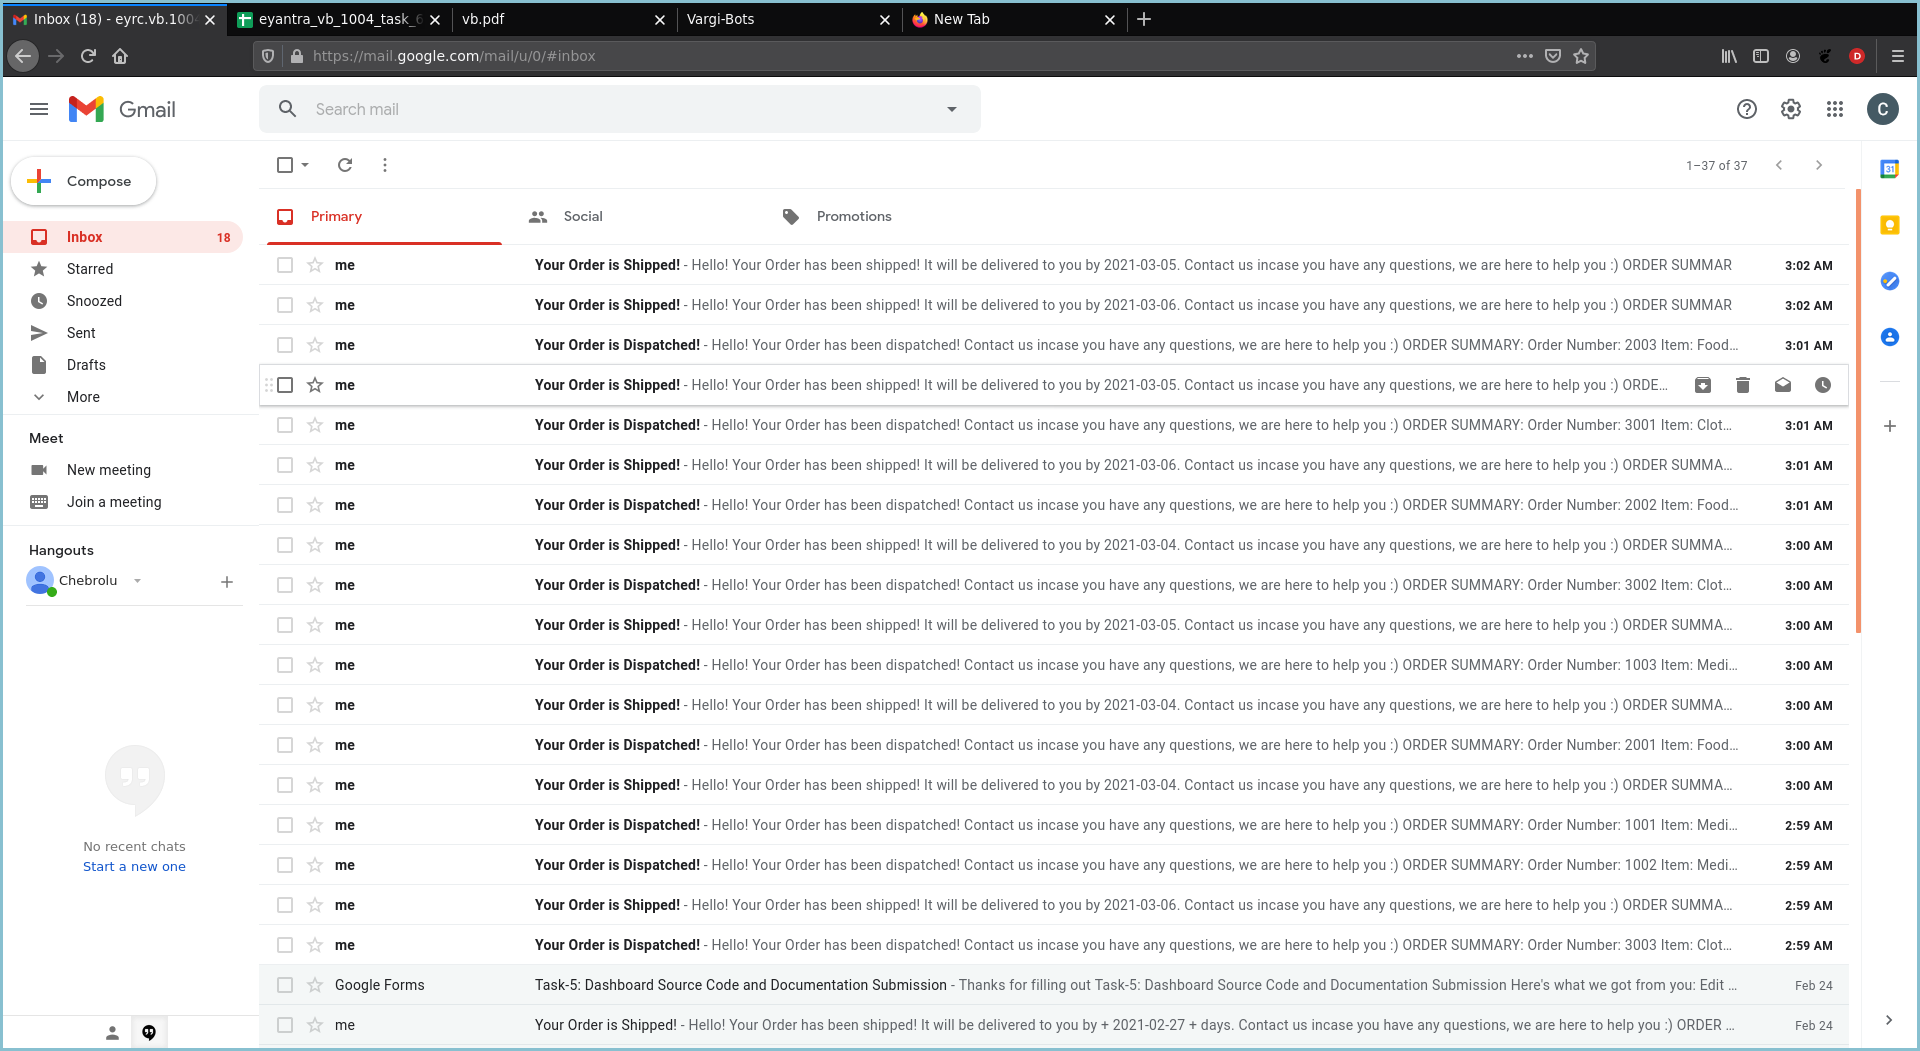 Inbox (18) - eyrc.vb.100
eyantra_vb_1004_task_6
vb.pdf
Vargi-Bots
New Tab
https://mail.google.com/mail/u/0/#inbox
D
Gmail
Search mail
C
Compose
1–37 of 37
31
Primary
Social
Promotions
Inbox 18
Starred
Snoozed
Sent
Drafts
More
Meet
New meeting
Join a meeting
Hangouts
Chebrolu
No recent chats
Start a new one
me Your Order is Shipped! - Hello! Your Order has been shipped! It will be delivered to you by 2021-03-05. Contact us incase you have any questions, we are here to help you :) ORDER SUMMAR 3:02 AM
me Your Order is Shipped! - Hello! Your Order has been shipped! It will be delivered to you by 2021-03-06. Contact us incase you have any questions, we are here to help you :) ORDER SUMMAR 3:02 AM
me Your Order is Dispatched! - Hello! Your Order has been dispatched! Contact us incase you have any questions, we are here to help you :) ORDER SUMMARY: Order Number: 2003 Item: Food... 3:01 AM
me Your Order is Shipped! - Hello! Your Order has been shipped! It will be delivered to you by 2021-03-05. Contact us incase you have any questions, we are here to help you :) ORDE...
me Your Order is Dispatched! - Hello! Your Order has been dispatched! Contact us incase you have any questions, we are here to help you :) ORDER SUMMARY: Order Number: 3001 Item: Clot... 3:01 AM
me Your Order is Shipped! - Hello! Your Order has been shipped! It will be delivered to you by 2021-03-06. Contact us incase you have any questions, we are here to help you :) ORDER SUMMA... 3:01 AM
me Your Order is Dispatched! - Hello! Your Order has been dispatched! Contact us incase you have any questions, we are here to help you :) ORDER SUMMARY: Order Number: 2002 Item: Food... 3:01 AM
me Your Order is Shipped! - Hello! Your Order has been shipped! It will be delivered to you by 2021-03-04. Contact us incase you have any questions, we are here to help you :) ORDER SUMMA... 3:00 AM
me Your Order is Dispatched! - Hello! Your Order has been dispatched! Contact us incase you have any questions, we are here to help you :) ORDER SUMMARY: Order Number: 3002 Item: Clot... 3:00 AM
me Your Order is Shipped! - Hello! Your Order has been shipped! It will be delivered to you by 2021-03-05. Contact us incase you have any questions, we are here to help you :) ORDER SUMMA... 3:00 AM
me Your Order is Dispatched! - Hello! Your Order has been dispatched! Contact us incase you have any questions, we are here to help you :) ORDER SUMMARY: Order Number: 1003 Item: Medi... 3:00 AM
me Your Order is Shipped! - Hello! Your Order has been shipped! It will be delivered to you by 2021-03-04. Contact us incase you have any questions, we are here to help you :) ORDER SUMMA... 3:00 AM
me Your Order is Dispatched! - Hello! Your Order has been dispatched! Contact us incase you have any questions, we are here to help you :) ORDER SUMMARY: Order Number: 2001 Item: Food... 3:00 AM
me Your Order is Shipped! - Hello! Your Order has been shipped! It will be delivered to you by 2021-03-04. Contact us incase you have any questions, we are here to help you :) ORDER SUMMA... 3:00 AM
me Your Order is Dispatched! - Hello! Your Order has been dispatched! Contact us incase you have any questions, we are here to help you :) ORDER SUMMARY: Order Number: 1001 Item: Medi... 2:59 AM
me Your Order is Dispatched! - Hello! Your Order has been dispatched! Contact us incase you have any questions, we are here to help you :) ORDER SUMMARY: Order Number: 1002 Item: Medi... 2:59 AM
me Your Order is Shipped! - Hello! Your Order has been shipped! It will be delivered to you by 2021-03-06. Contact us incase you have any questions, we are here to help you :) ORDER SUMMA... 2:59 AM
me Your Order is Dispatched! - Hello! Your Order has been dispatched! Contact us incase you have any questions, we are here to help you :) ORDER SUMMARY: Order Number: 3003 Item: Clot... 2:59 AM
Google Forms Task-5: Dashboard Source Code and Documentation Submission - Thanks for filling out Task-5: Dashboard Source Code and Documentation Submission Here's what we got from you: Edit ... Feb 24
me Your Order is Shipped! - Hello! Your Order has been shipped! It will be delivered to you by + 2021-02-27 + days. Contact us incase you have any questions, we are here to help you :) ORDER ... Feb 24